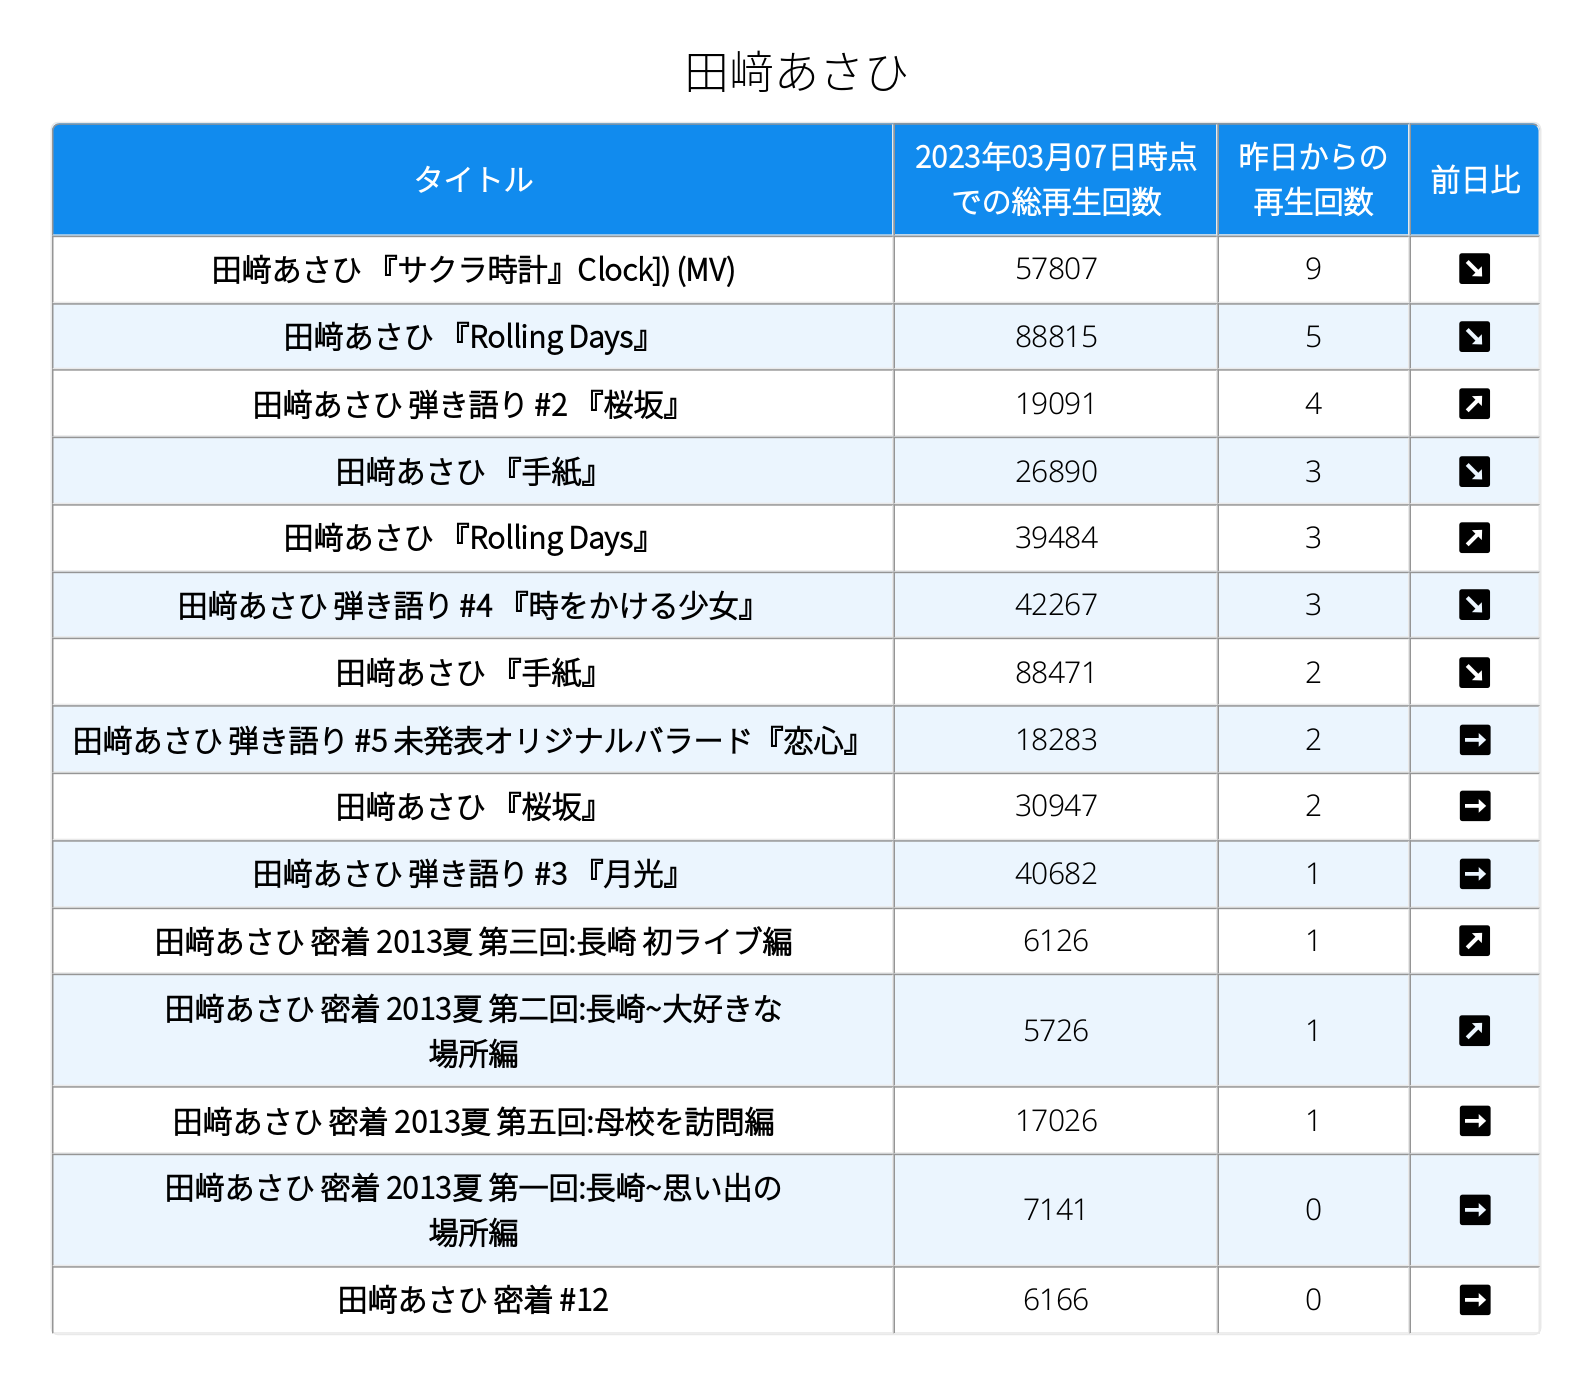 田﨑あさひ
タイトル
2023年03月07日時点
での総再生回数
昨日からの
再生回数
前日比
田﨑あさひ 『サクラ時計』Clock]) (MV)
57807
9
田﨑あさひ 『Rolling Days』
88815
5
田﨑あさひ 弾き語り #2 『桜坂』
19091
4
田﨑あさひ 『手紙』
26890
3
田﨑あさひ 『Rolling Days』
39484
3
田﨑あさひ 弾き語り #4 『時をかける少女』
42267
3
田﨑あさひ 『手紙』
88471
2
田﨑あさひ 弾き語り #5 未発表オリジナルバラード『恋心』
18283
2
田﨑あさひ 『桜坂』
30947
2
田﨑あさひ 弾き語り #3 『月光』
40682
1
田﨑あさひ 密着 2013夏 第三回:長崎 初ライブ編
6126
1
田﨑あさひ 密着 2013夏 第二回:長崎~大好きな
場所編
5726
1
田﨑あさひ 密着 2013夏 第五回:母校を訪問編
17026
1
田﨑あさひ 密着 2013夏 第一回:長崎~思い出の
場所編
7141
0
田﨑あさひ 密着 #12
6166
0